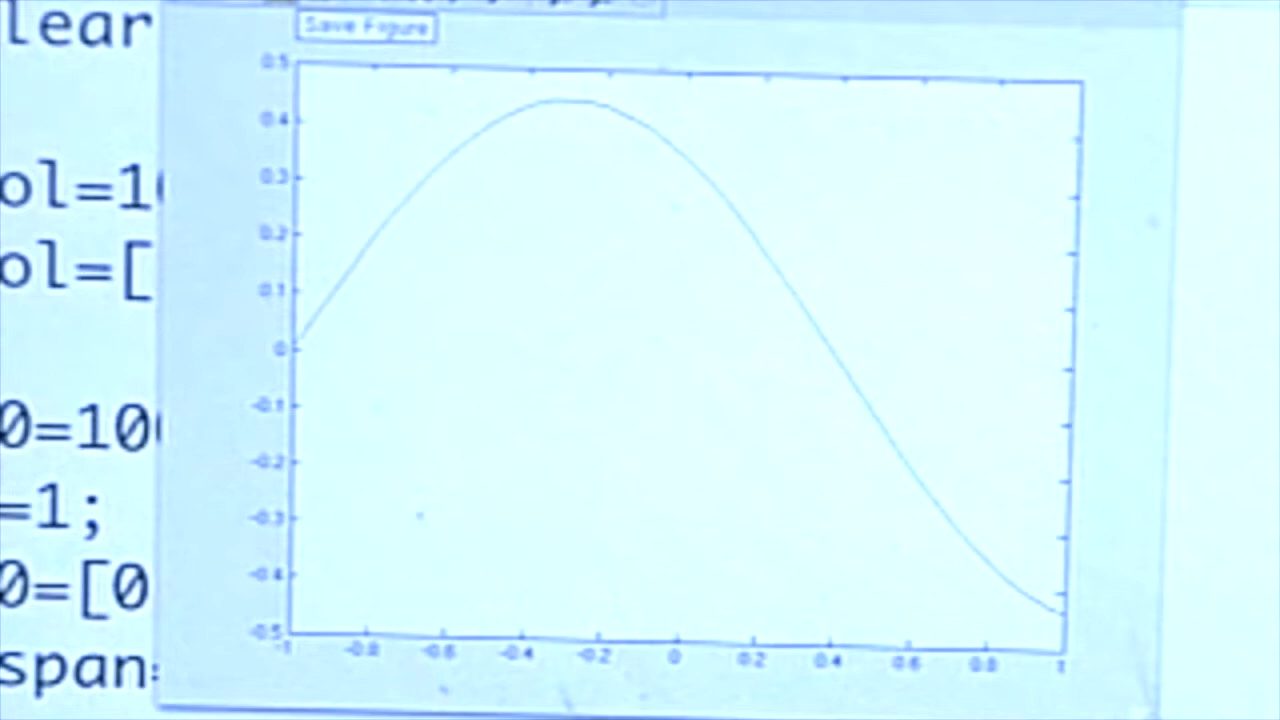 lear
Save Figure
ol=10
ol=[
0=100
=1;
0=[0
span=
0.5
0.4
0.3
0.2
0.1
0
-0.1
-0.2
-0.3
-0.4
-0.5
-1 -0.8 -0.6 -0.4 -0.2 0 0.2 0.4 0.6 0.8 1